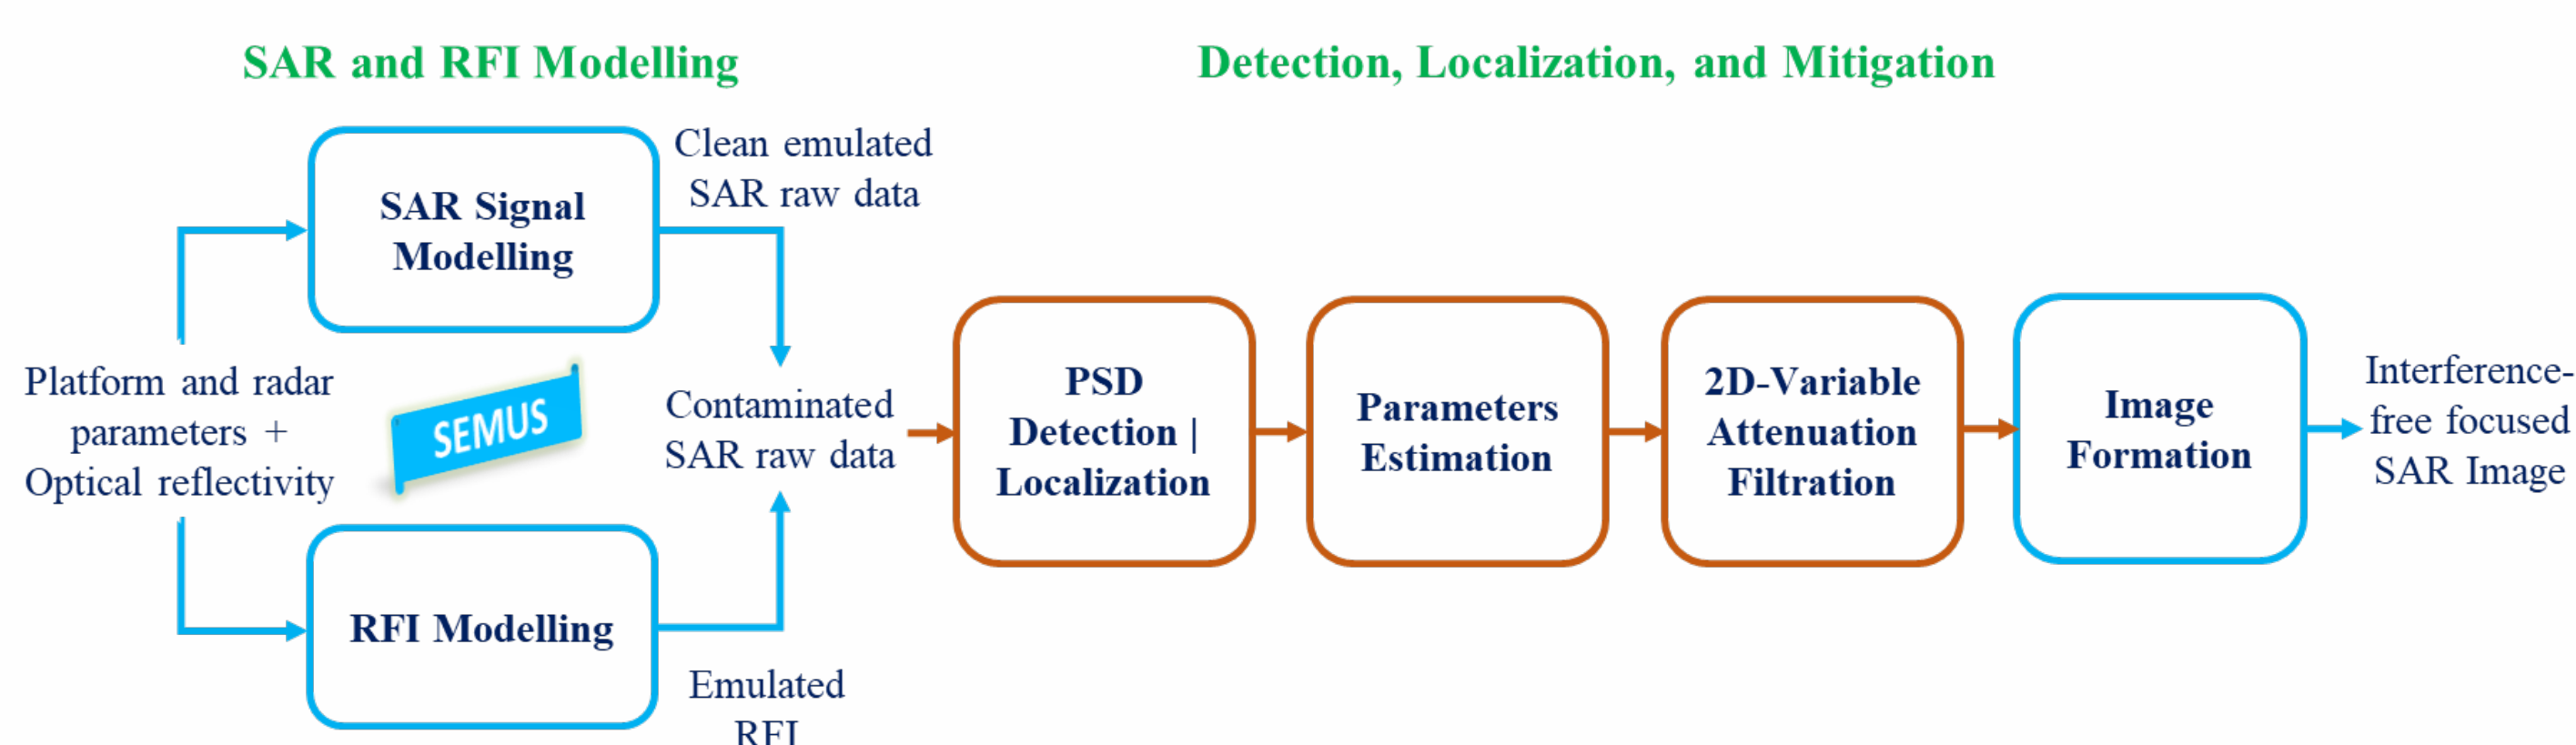 SAR and RFI Modelling
Detection, Localization, and Mitigation
Clean emulated
SAR raw data
SAR Signal
Modelling
Platform and radar
parameters +
Optical reflectivity
SEMUS
Contaminated
SAR raw data
RFI Modelling
Emulated
RFI
PSD
Detection |
Localization
Parameters
Estimation
2D-Variable
Attenuation
Filtration
Image
Formation
Interference-
free focused
SAR Image